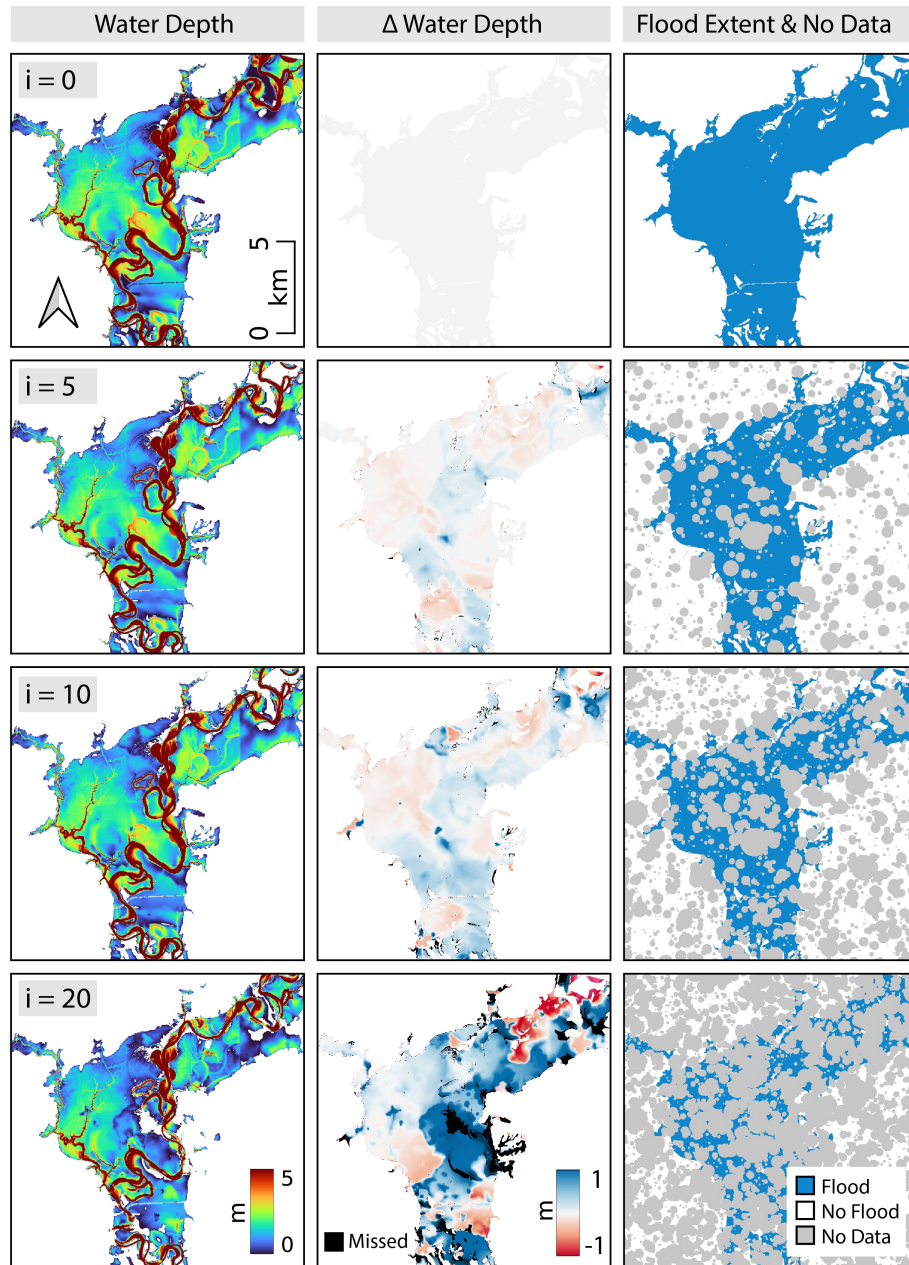 Water Depth
Δ Water Depth
Flood Extent & No Data
i = 0
0 km 5
i = 5
i = 10
i = 20
5
m
0
Missed
1
m
-1
Flood
No Flood
No Data